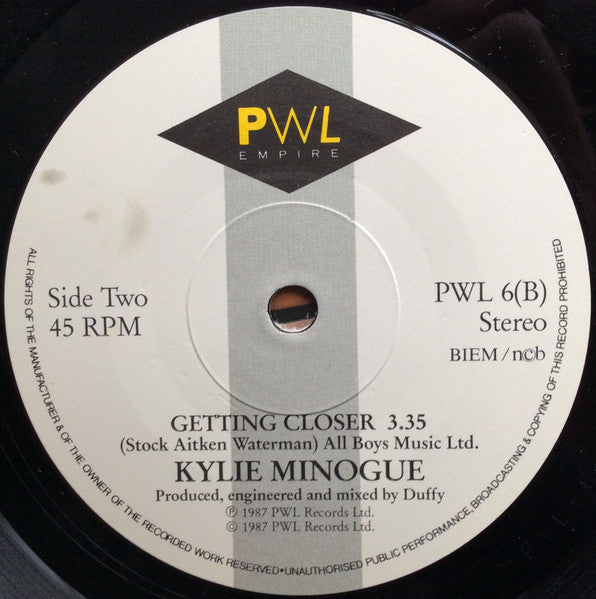 PWL
EMPIRE
Side Two
45 RPM
PWL 6(B)
Stereo
BIEM/n©b
GETTING CLOSER 3.35
(Stock Aitken Waterman) All Boys Music Ltd.
KYLIE MINOGUE
Produced, engineered and mixed by Duffy
℗ 1987 PWL Records Ltd.
© 1987 PWL Records Ltd.
ALL RIGHTS OF THE MANUFACTURER & OF THE OWNER OF THE RECORDED WORK RESERVED•UNAUTHORISED PUBLIC PERFORMANCE, BROADCASTING & COPYING OF THIS RECORD PROHIBITED